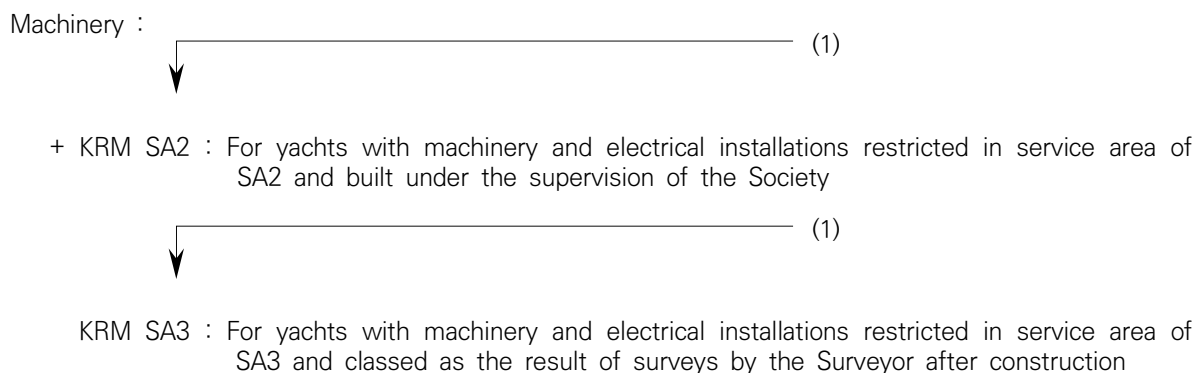 Machinery :
(1)
+ KRM SA2 : For yachts with machinery and electrical installations restricted in service area of
SA2 and built under the supervision of the Society
(1)
KRM SA3 : For yachts with machinery and electrical installations restricted in service area of
SA3 and classed as the result of surveys by the Surveyor after construction